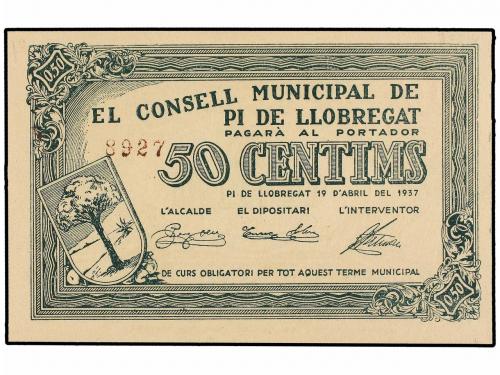 0,50
EL CONSELL MUNICIPAL DE
PI DE LLOBREGAT
PAGARÀ AL PORTADOR
8927
50 CENTIMS
PI DE LLOBREGAT 19 D'ABRIL DEL 1937
L'ALCALDE EL DIPOSITARI L'INTERVENTOR
DE CURS OBLIGATORI PER TOT AQUEST TERME MUNICIPAL
0,50